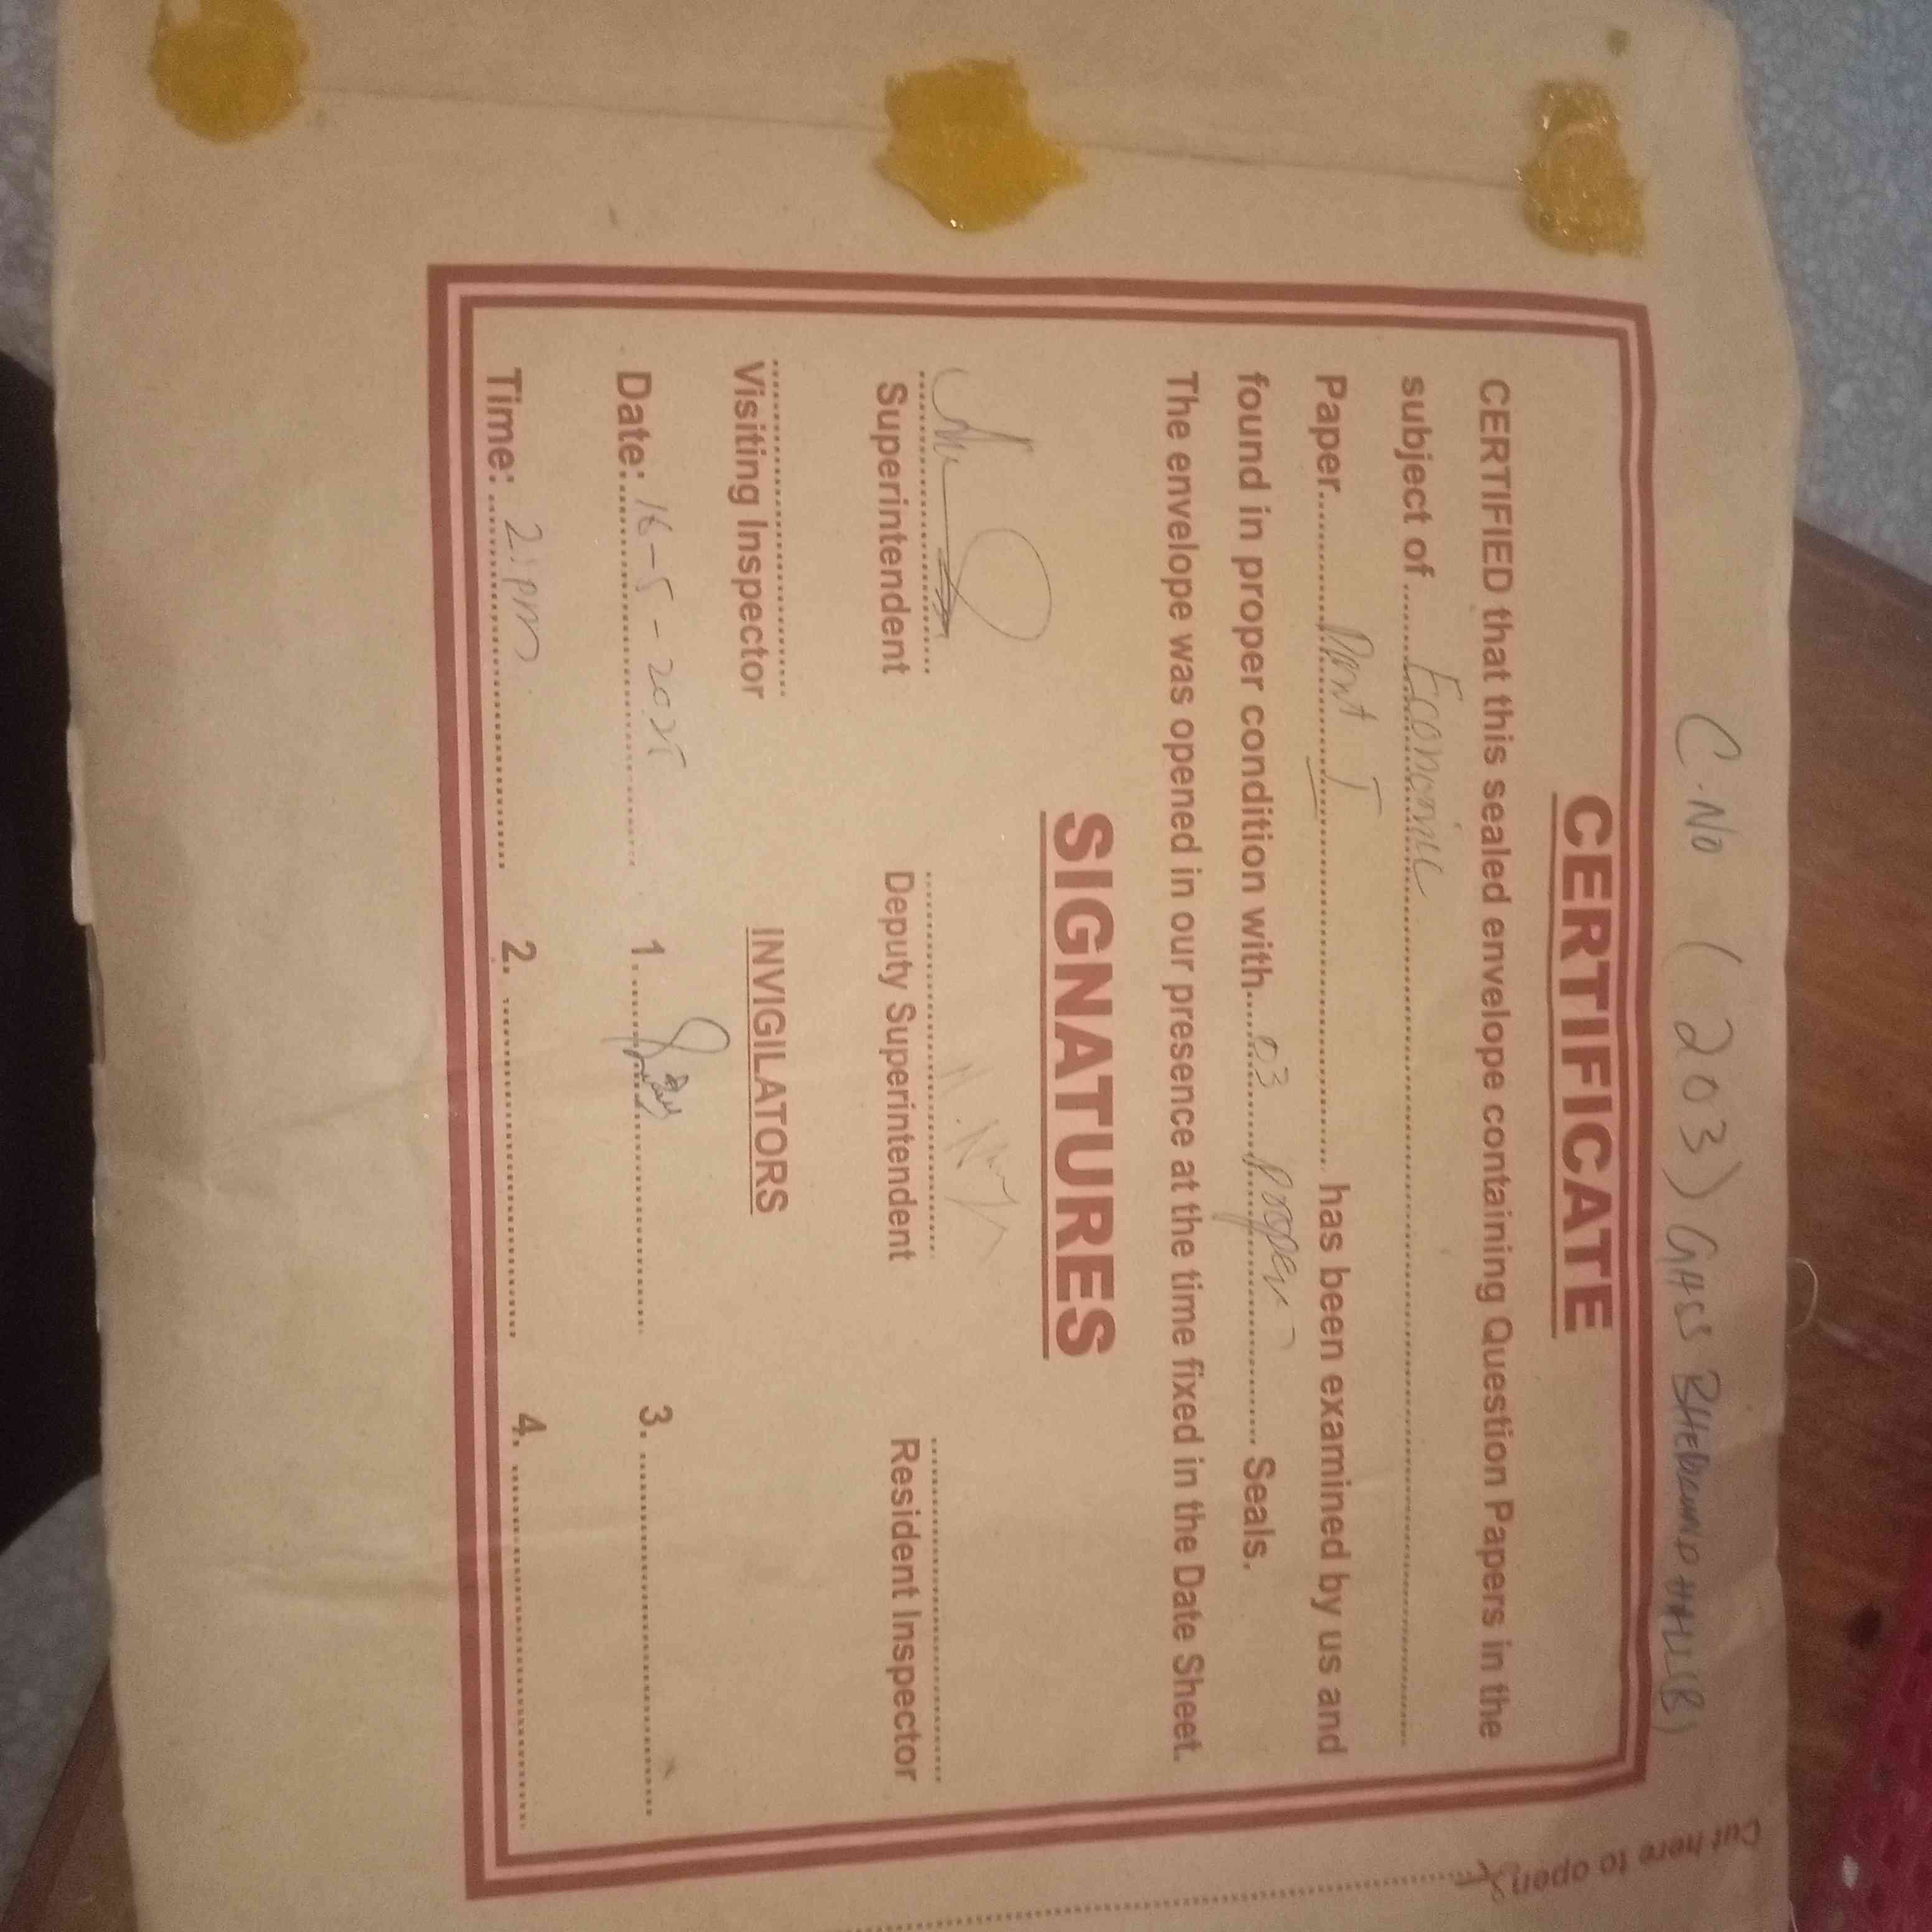 C.No (203) GHSS
CERTIFICATE
CERTIFIED that this sealed envelope containing Question Papers in the
subject of......Economic..........
Paper..........Part I.......... has been examined by us and
found in proper condition with....03 proper.......... Seals.
The envelope was opened in our presence at the time fixed in the Date Sheet.
SIGNATURES
Superintendent Deputy Superintendent Resident Inspector
Visiting Inspector INVIGILATORS
Date: 16-5-2025 1. 3.
Time: 2:pm 2. 4.
Cut here to open